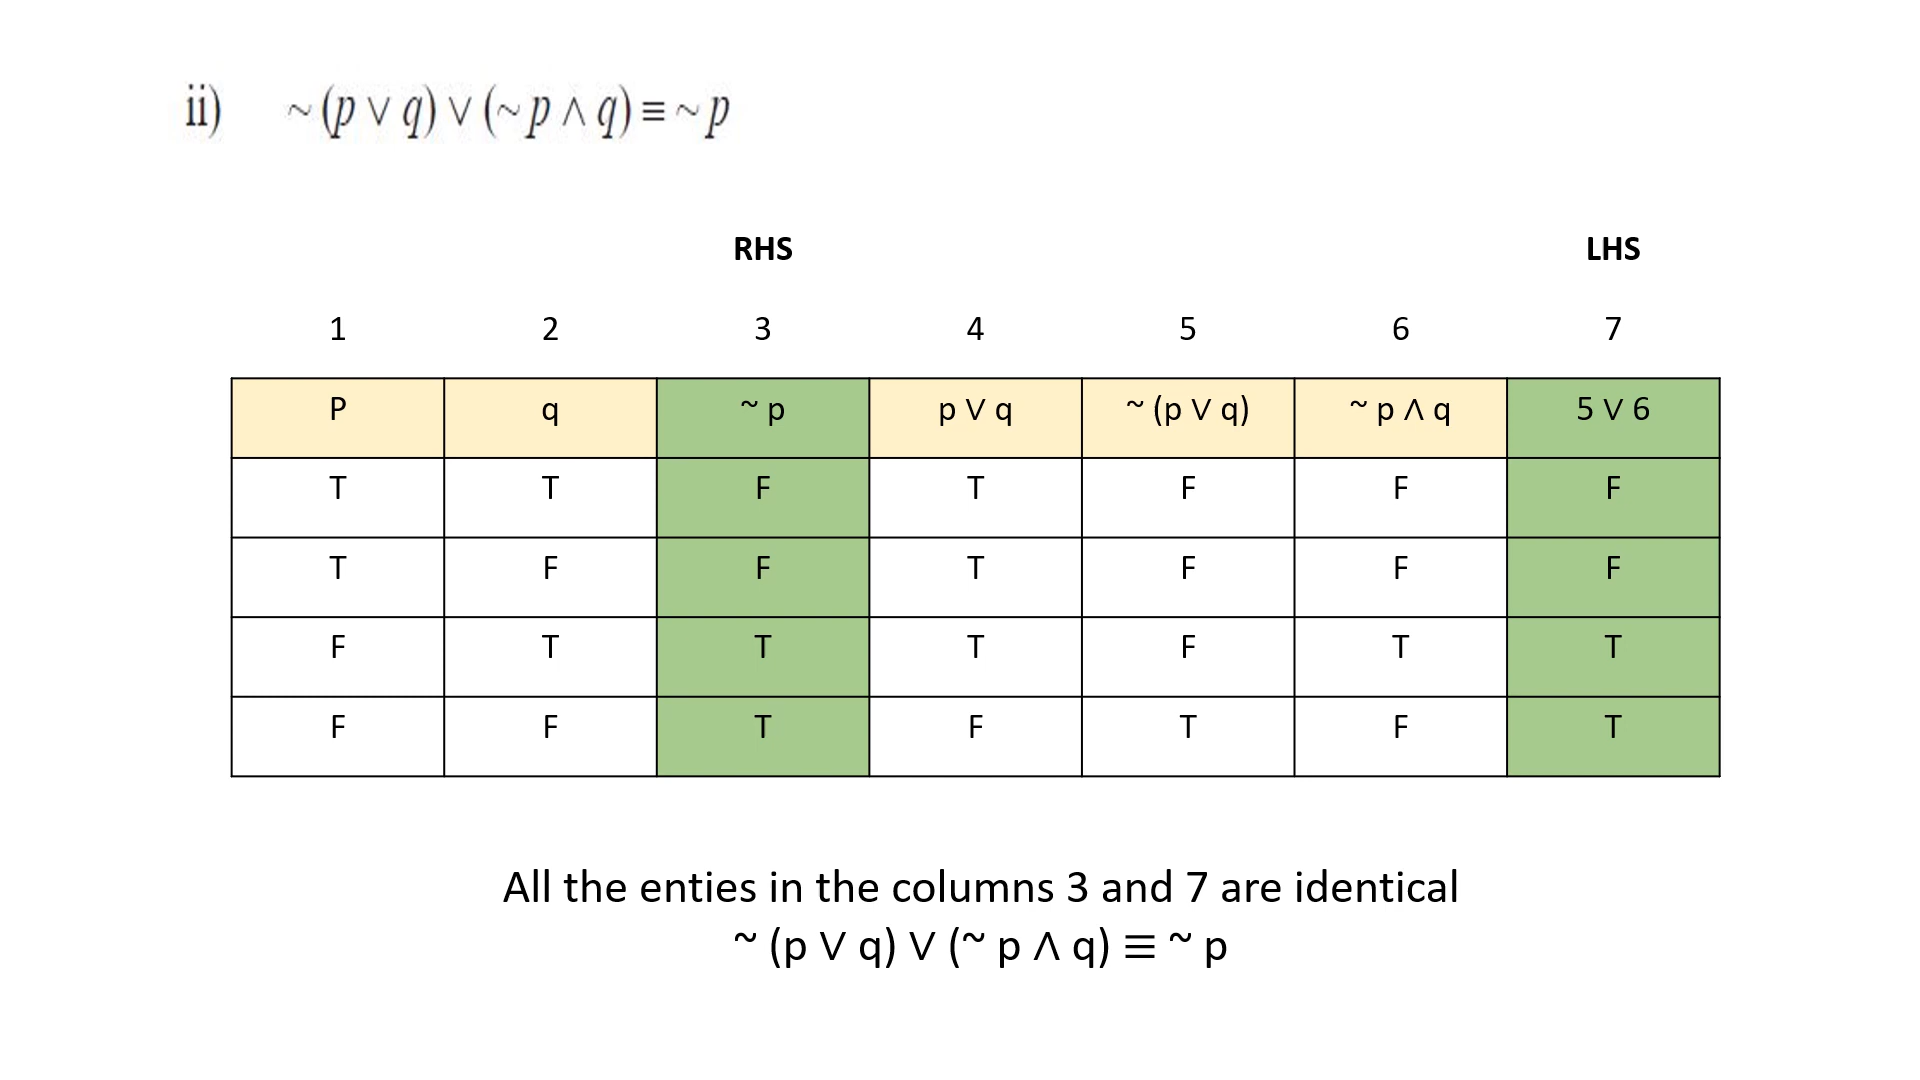 ii) ~ (p ∨ q) ∨ (~ p ∧ q) ≡ ~ p
RHS LHS
1 2 3 4 5 6 7
P q ~ p p V q ~ (p V q) ~ p Λ q 5 V 6
T T F T F F F
T F F T F F F
F T T T F T T
F F T F T F T
All the enties in the columns 3 and 7 are identical
~ (p V q) V (~ p Λ q) ≡ ~ p